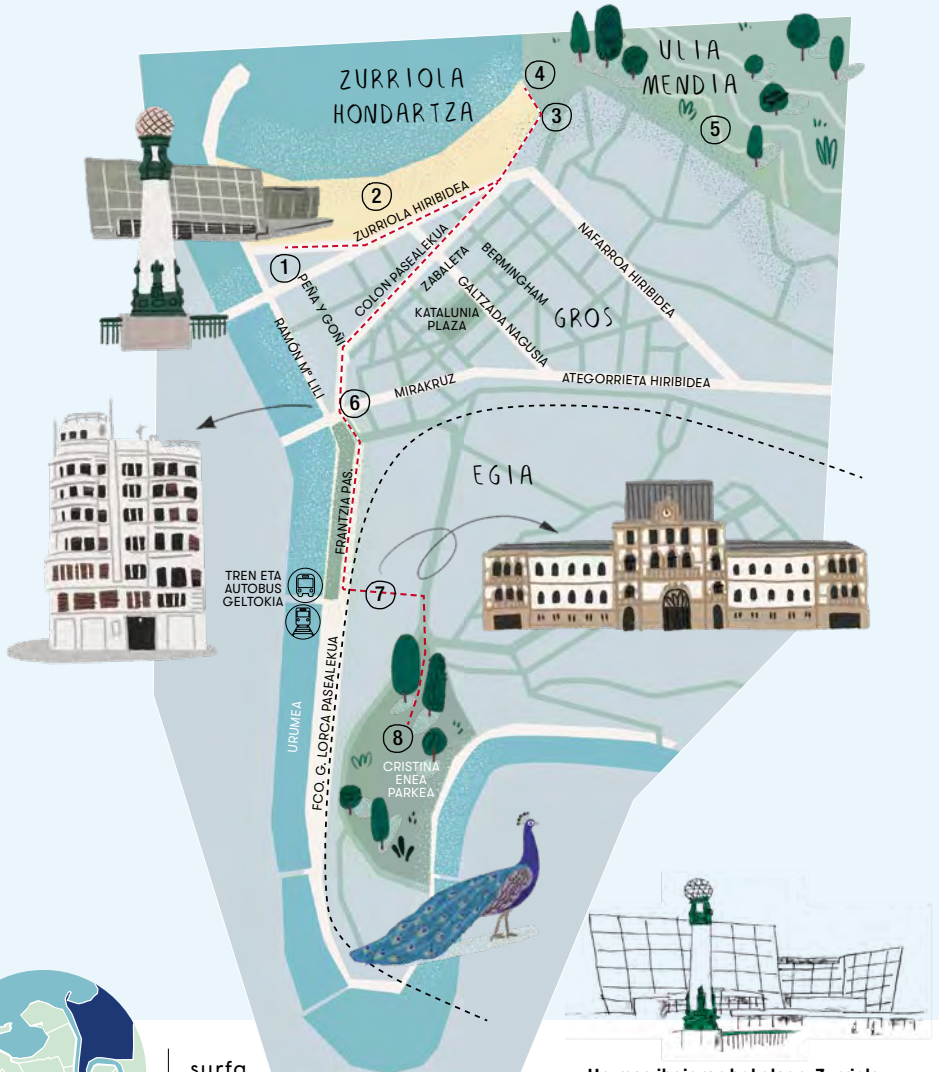 ZURRIOLA
HONDARTZA
ULIA
MENDIA
4
3
5
2
ZURRIOLA HIRIBIDEA
1
PEÑA Y GOÑI
COLON PASEALEKUA
ZABALETA
BERMINGHAM
NAFARROA HIRIBIDEA
KATALUNIA
PLAZA
GALTZADA NAGUSIA
GROS
RAMÓN Mª LILI
MIRAKRUZ
ATEGORRIETA HIRIBIDEA
6
EGIA
FRANTZIA PAS.
TREN ETA
AUTOBUS
GELTOKIA
7
URUMEA
FCO. G. LORCA PASEALEKUA
8
CRISTINA
ENEA
PARKEA
surfa